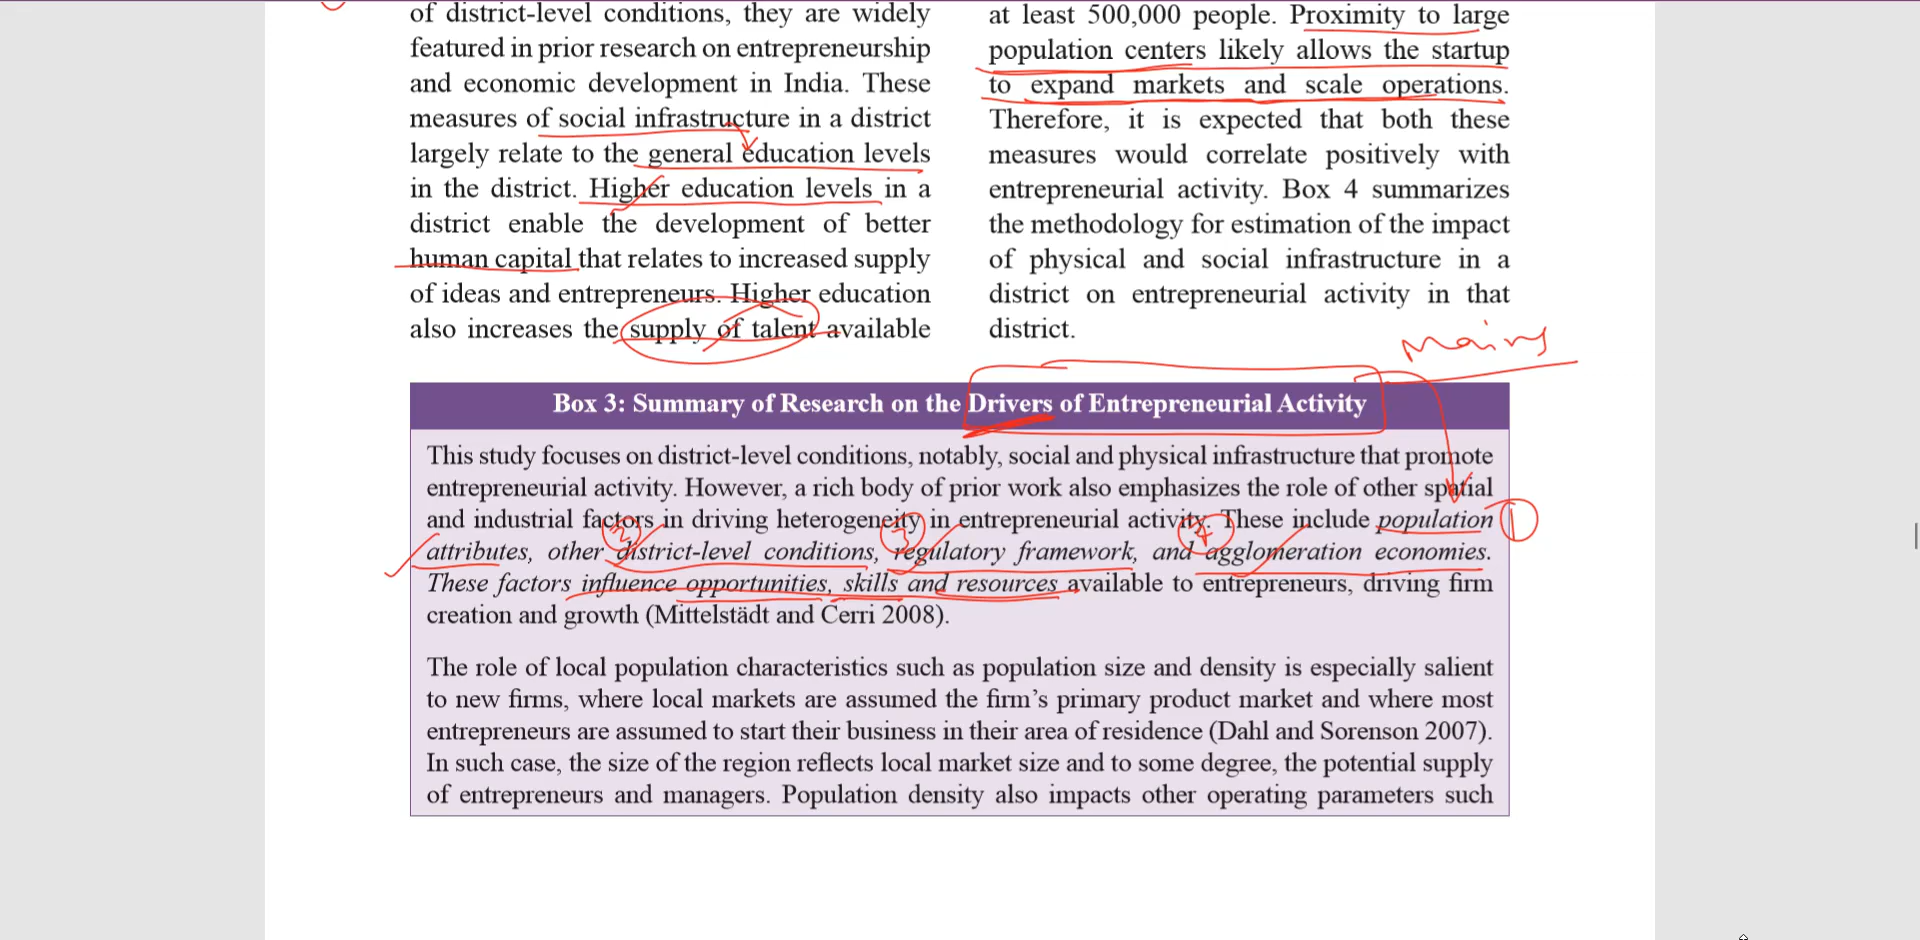 of district-level conditions, they are widely
featured in prior research on entrepreneurship
and economic development in India. These
measures of social infrastructure in a district
largely relate to the general education levels
in the district. Higher education levels in a
district enable the development of better
human capital that relates to increased supply
of ideas and entrepreneurs. Higher education
also increases the supply of talent available
at least 500,000 people. Proximity to large
population centers likely allows the startup
to expand markets and scale operations.
Therefore, it is expected that both these
measures would correlate positively with
entrepreneurial activity. Box 4 summarizes
the methodology for estimation of the impact
of physical and social infrastructure in a
district on entrepreneurial activity in that
district.
Mains
Box 3: Summary of Research on the Drivers of Entrepreneurial Activity
This study focuses on district-level conditions, notably, social and physical infrastructure that promote
entrepreneurial activity. However, a rich body of prior work also emphasizes the role of other spatial
and industrial factors in driving heterogeneity in entrepreneurial activity. These include population
1
2
3
4
attributes, other district-level conditions, regulatory framework, and agglomeration economies.
These factors influence opportunities, skills and resources available to entrepreneurs, driving firm
creation and growth (Mittelstädt and Cerri 2008).
The role of local population characteristics such as population size and density is especially salient
to new firms, where local markets are assumed the firm's primary product market and where most
entrepreneurs are assumed to start their business in their area of residence (Dahl and Sorenson 2007).
In such case, the size of the region reflects local market size and to some degree, the potential supply
of entrepreneurs and managers. Population density also impacts other operating parameters such